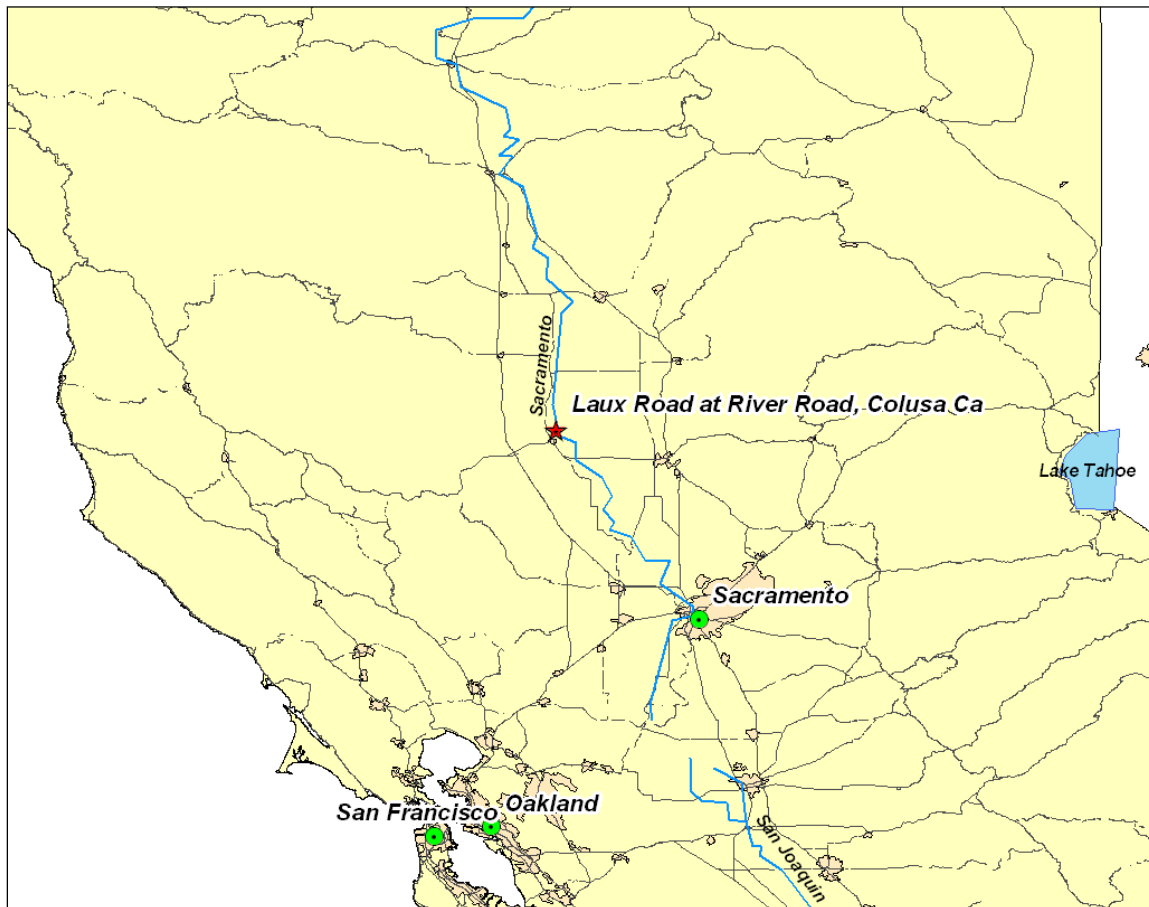 Sacramento
Laux Road at River Road, Colusa Ca
Lake Tahoe
Sacramento
San Francisco
Oakland
San Joaquin